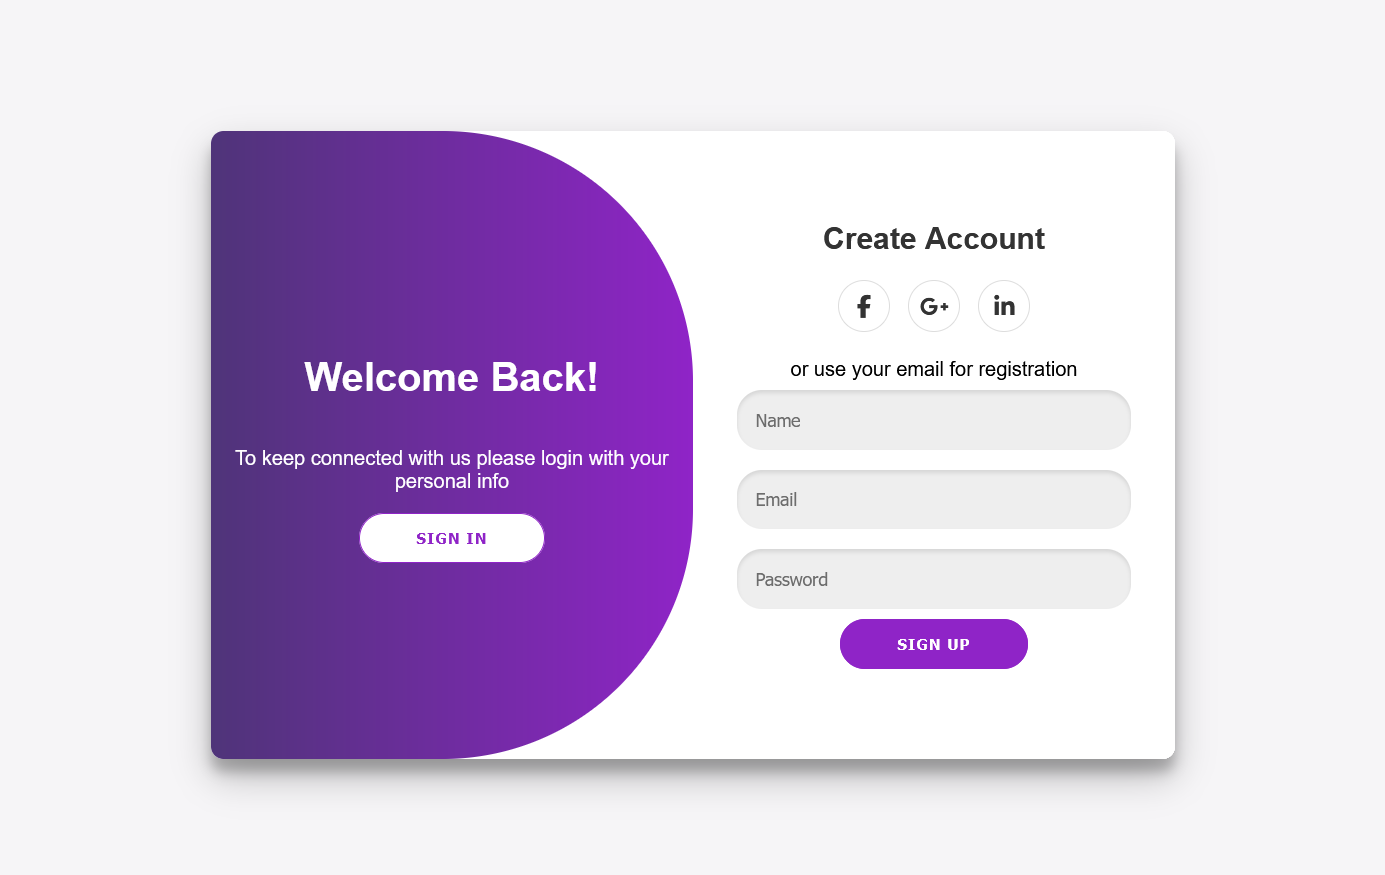 Welcome Back!
To keep connected with us please login with your
personal info
SIGN IN
Create Account
f
G+
in
or use your email for registration
Name
Email
Password
SIGN UP